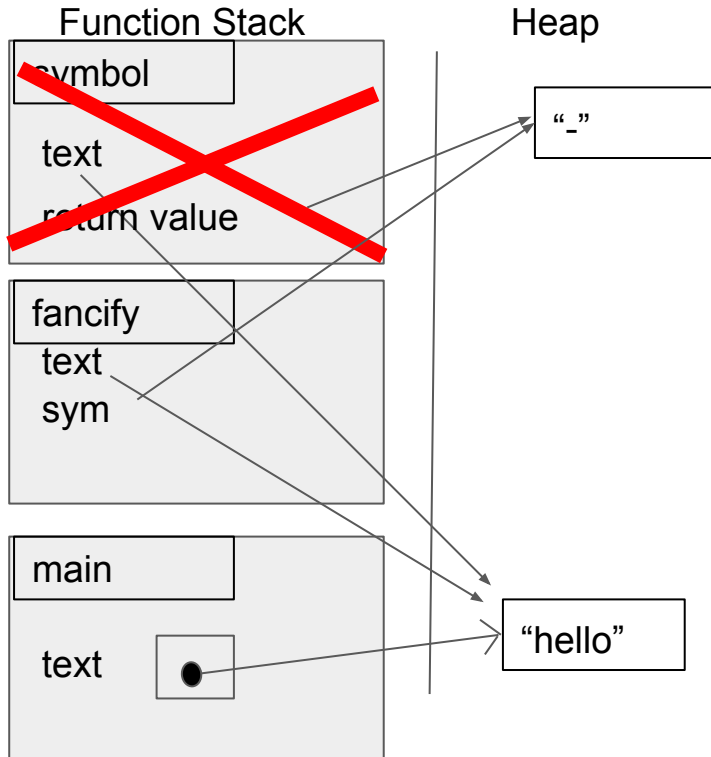 Function Stack
Heap
symbol
text
return value
“-”
fancify
text
sym
main
text
“hello”